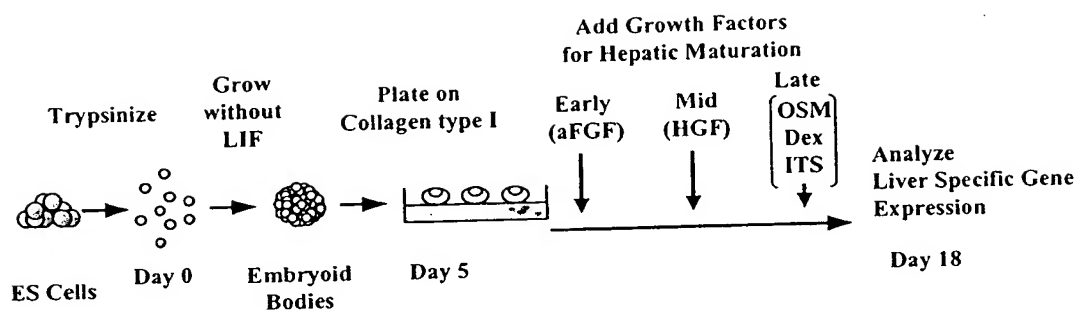 Add Growth Factors
for Hepatic Maturation
Trypsinize
Grow
without
LIF
Plate on
Collagen type I
Early
(aFGF)
Mid
(HGF)
Late
OSM
Dex
ITS
Analyze
Liver Specific Gene
Expression
ES Cells
Day 0
Embryoid
Bodies
Day 5
Day 18